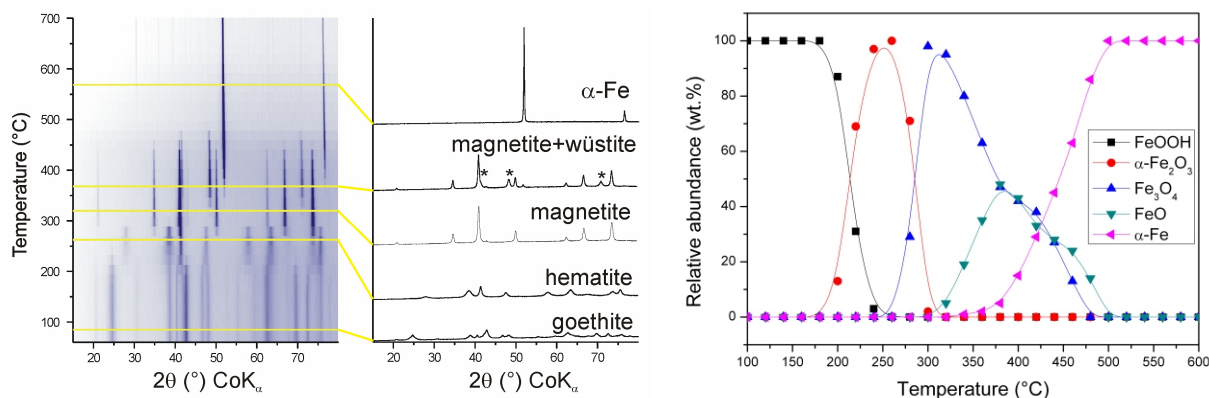 700
600
500
400
300
200
100
Temperature (°C)
20 30 40 50 60 70
2θ (°) CoKα
α-Fe
magnetite+wüstite
* * *
magnetite
hematite
goethite
20 30 40 50 60 70
2θ (°) CoKα
100
80
60
40
20
0
Relative abundance (wt.%)
100 150 200 250 300 350 400 450 500 550 600
Temperature (°C)
FeOOH
α-Fe₂O₃
Fe₃O₄
FeO
α-Fe